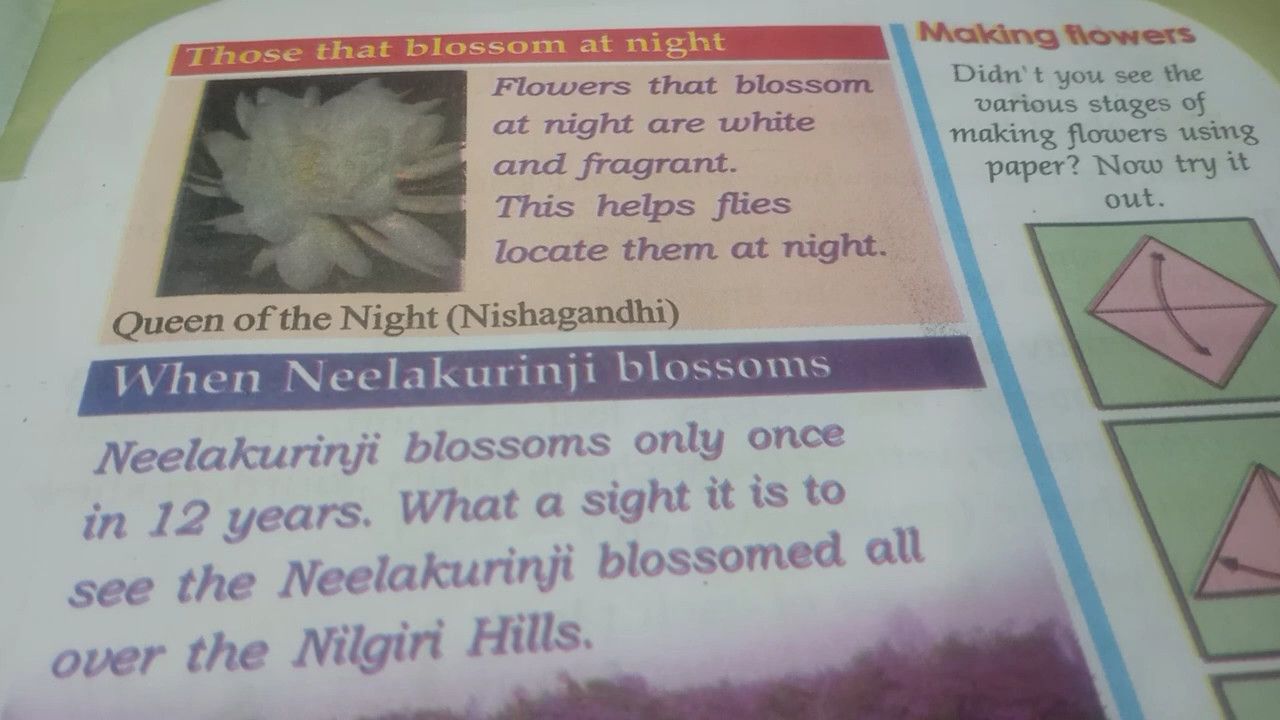 Those that blossom at night
Flowers that blossom
at night are white
and fragrant.
This helps flies
locate them at night.
Queen of the Night (Nishagandhi)
When Neelakurinji blossoms
Neelakurinji blossoms only once
in 12 years. What a sight it is to
see the Neelakurinji blossomed all
over the Nilgiri Hills.
Making flowers
Didn't you see the
various stages of
making flowers using
paper? Now try it
out.